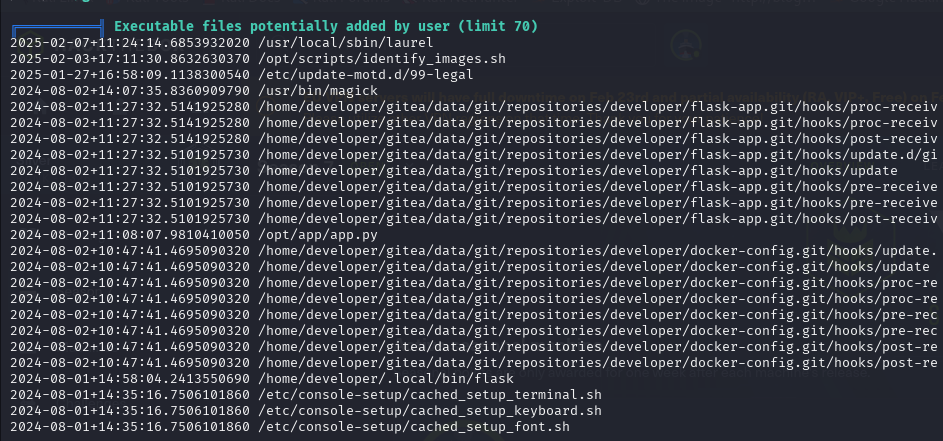 Executable files potentially added by user (limit 70)
2025-02-07+11:24:14.6853932020 /usr/local/sbin/laurel
2025-02-03+17:11:30.8632630370 /opt/scripts/identify_images.sh
2025-01-27+16:58:09.1138300540 /etc/update-motd.d/99-legal
2024-08-02+14:07:35.8360909790 /usr/bin/magick
2024-08-02+11:27:32.5141925280 /home/developer/gitea/data/git/repositories/developer/flask-app.git/hooks/proc-receiv
2024-08-02+11:27:32.5141925280 /home/developer/gitea/data/git/repositories/developer/flask-app.git/hooks/proc-receiv
2024-08-02+11:27:32.5141925280 /home/developer/gitea/data/git/repositories/developer/flask-app.git/hooks/post-receiv
2024-08-02+11:27:32.5101925730 /home/developer/gitea/data/git/repositories/developer/flask-app.git/hooks/update.d/gi
2024-08-02+11:27:32.5101925730 /home/developer/gitea/data/git/repositories/developer/flask-app.git/hooks/update
2024-08-02+11:27:32.5101925730 /home/developer/gitea/data/git/repositories/developer/flask-app.git/hooks/pre-receive
2024-08-02+11:27:32.5101925730 /home/developer/gitea/data/git/repositories/developer/flask-app.git/hooks/pre-receive
2024-08-02+11:27:32.5101925730 /home/developer/gitea/data/git/repositories/developer/flask-app.git/hooks/post-receiv
2024-08-02+11:08:07.9810410050 /opt/app/app.py
2024-08-02+10:47:41.4695090320 /home/developer/gitea/data/git/repositories/developer/docker-config.git/hooks/update.
2024-08-02+10:47:41.4695090320 /home/developer/gitea/data/git/repositories/developer/docker-config.git/hooks/update
2024-08-02+10:47:41.4695090320 /home/developer/gitea/data/git/repositories/developer/docker-config.git/hooks/proc-re
2024-08-02+10:47:41.4695090320 /home/developer/gitea/data/git/repositories/developer/docker-config.git/hooks/proc-re
2024-08-02+10:47:41.4695090320 /home/developer/gitea/data/git/repositories/developer/docker-config.git/hooks/pre-rec
2024-08-02+10:47:41.4695090320 /home/developer/gitea/data/git/repositories/developer/docker-config.git/hooks/pre-rec
2024-08-02+10:47:41.4695090320 /home/developer/gitea/data/git/repositories/developer/docker-config.git/hooks/post-re
2024-08-02+10:47:41.4695090320 /home/developer/gitea/data/git/repositories/developer/docker-config.git/hooks/post-re
2024-08-01+14:58:04.2413550690 /home/developer/.local/bin/flask
2024-08-01+14:35:16.7506101860 /etc/console-setup/cached_setup_terminal.sh
2024-08-01+14:35:16.7506101860 /etc/console-setup/cached_setup_keyboard.sh
2024-08-01+14:35:16.7506101860 /etc/console-setup/cached_setup_font.sh